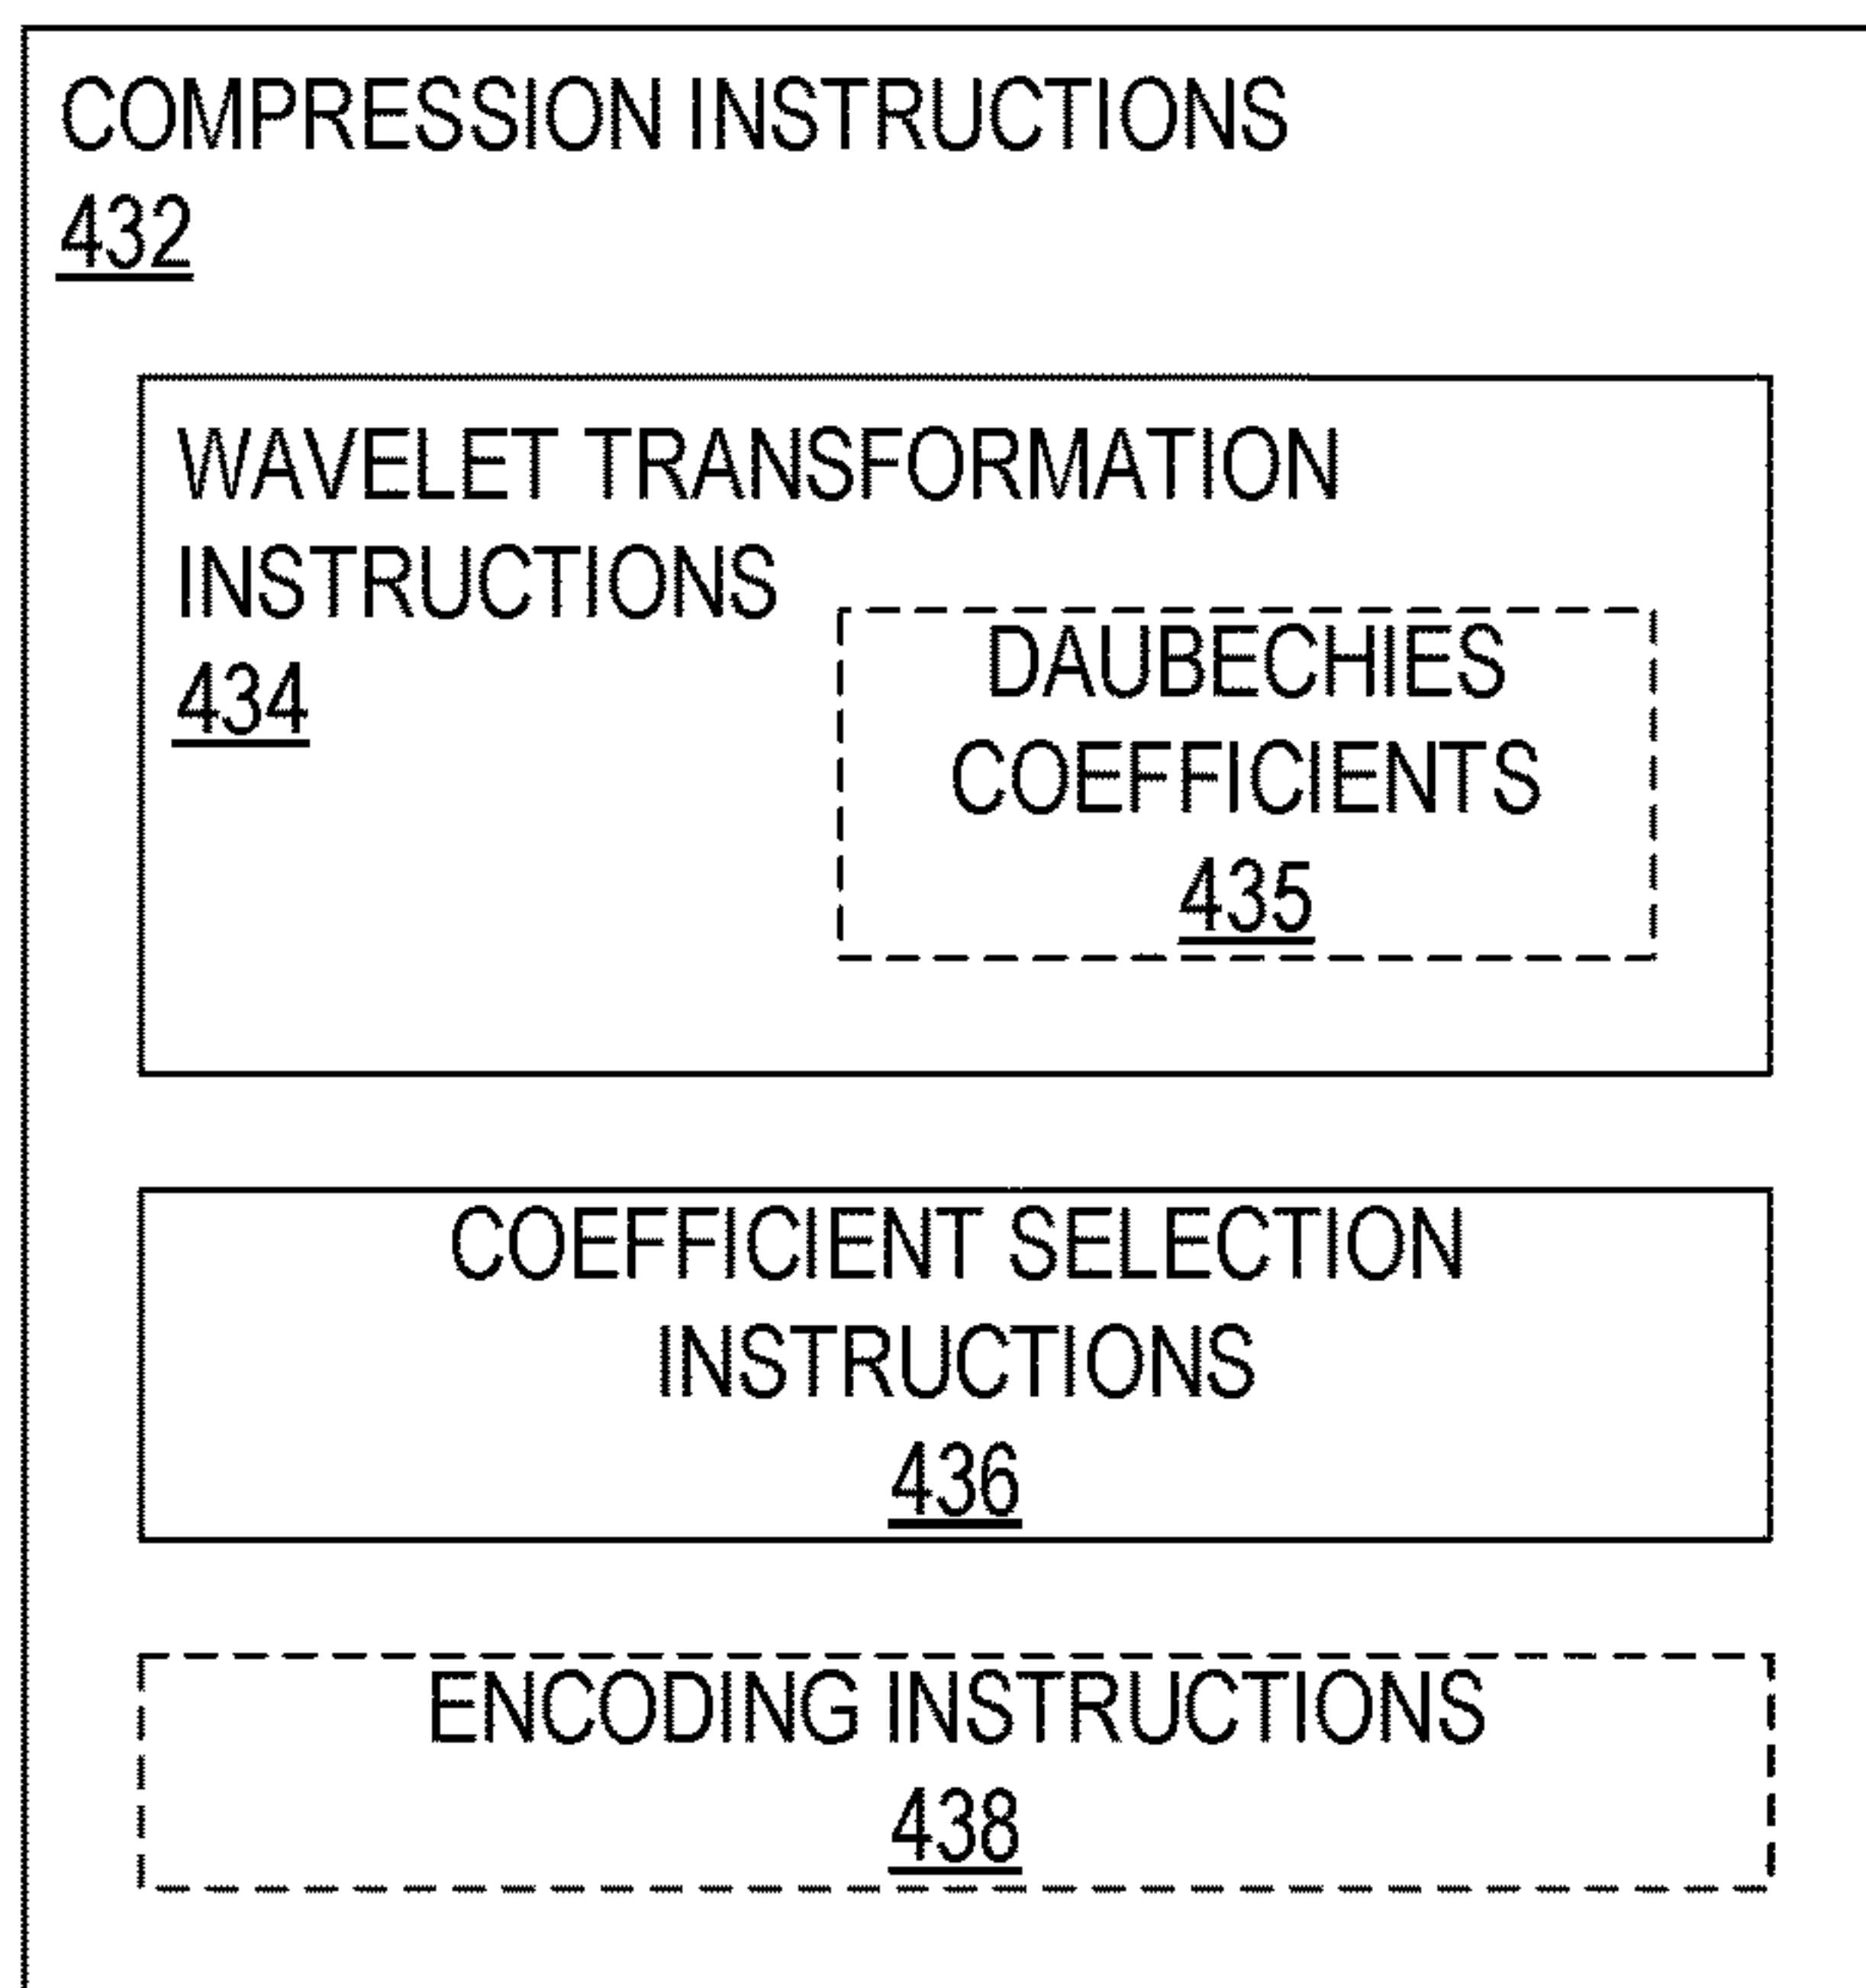 COMPRESSION INSTRUCTIONS
432
WAVELET TRANSFORMATION
INSTRUCTIONS
434
DAUBECHIES
COEFFICIENTS
435
COEFFICIENT SELECTION
INSTRUCTIONS
436
ENCODING INSTRUCTIONS
438